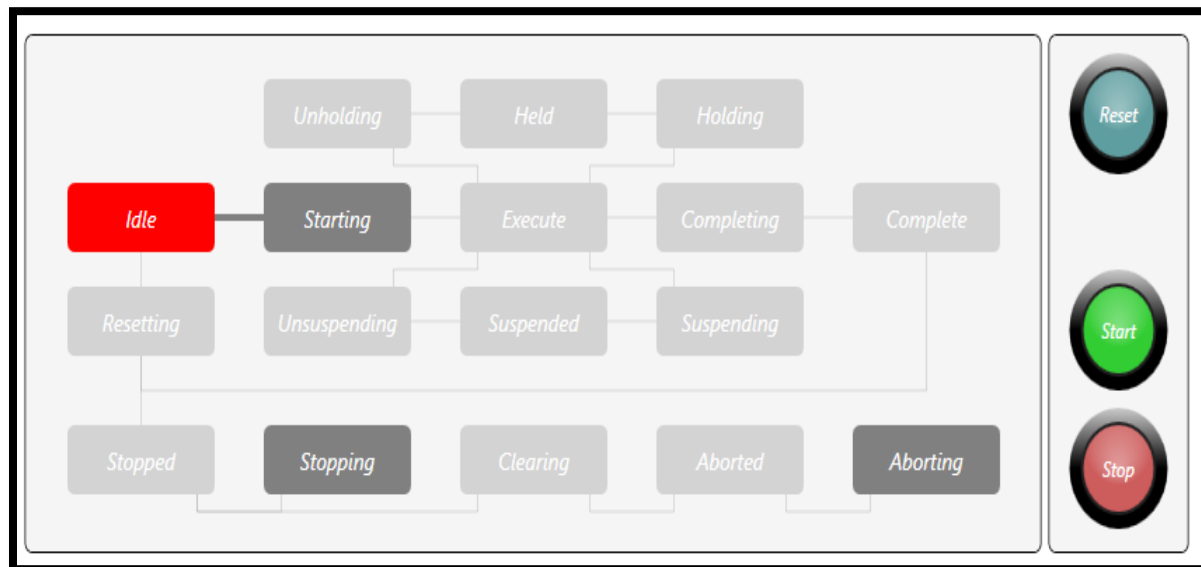 Unholding
Held
Holding
Reset
Idle
Starting
Execute
Completing
Complete
Resetting
Unsuspending
Suspended
Suspending
Start
Stopped
Stopping
Clearing
Aborted
Aborting
Stop